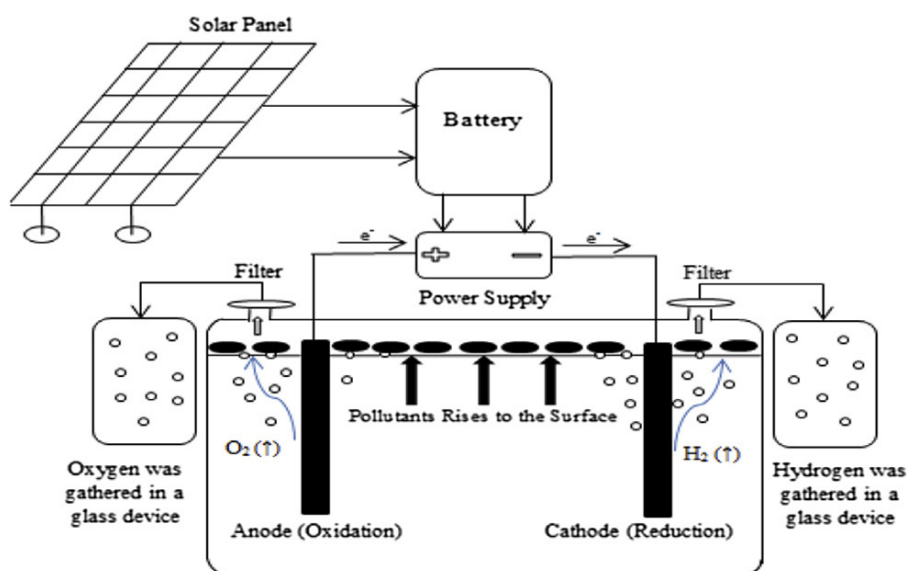 Solar Panel
Battery
e-
e-
+
−
Filter
Filter
Power Supply
Pollutants Rises to the Surface
O₂ (↑)
H₂ (↑)
Oxygen was
gathered in a
glass device
Hydrogen was
gathered in a
glass device
Anode (Oxidation)
Cathode (Reduction)